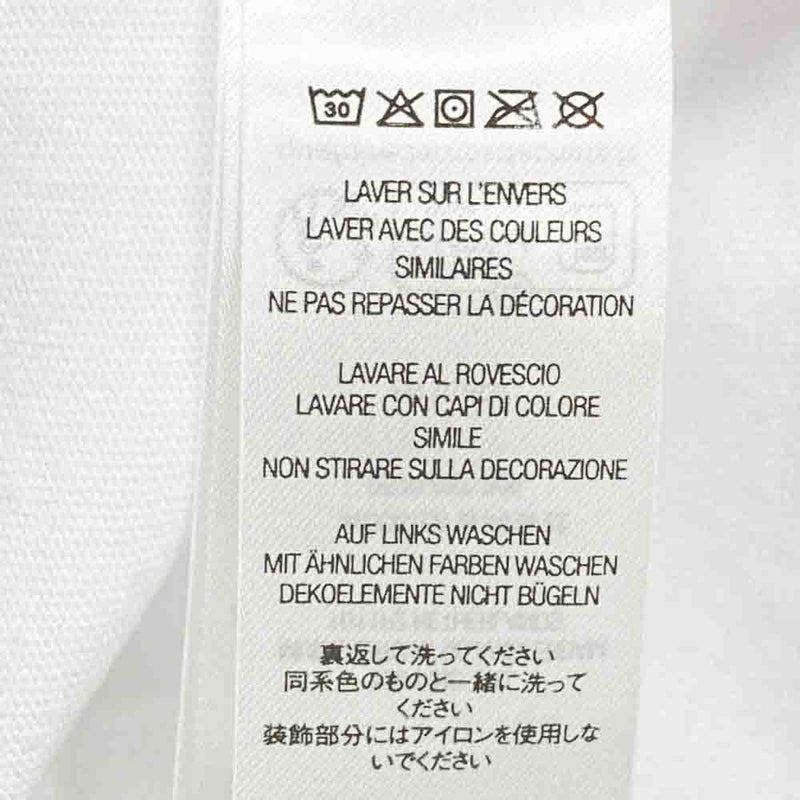 30
LAVER SUR L'ENVERS
LAVER AVEC DES COULEURS
SIMILAIRES
NE PAS REPASSER LA DÉCORATION
LAVARE AL ROVESCIO
LAVARE CON CAPI DI COLORE
SIMILE
NON STIRARE SULLA DECORAZIONE
AUF LINKS WASCHEN
MIT ÄHNLICHEN FARBEN WASCHEN
DEKOELEMENTE NICHT BÜGELN
裏返して洗ってください
同系色のものと一緒に洗って
ください
装飾部分にはアイロンを使用しな
いでください